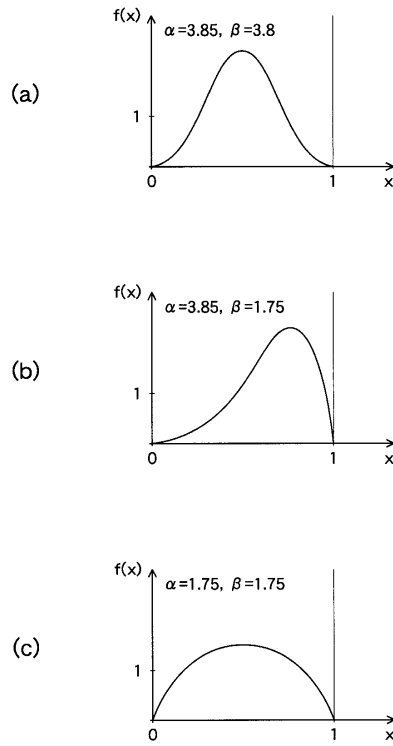 (a)
f(x)
α=3.85, β=3.8
1
0
1
x
(b)
f(x)
α=3.85, β=1.75
1
0
1
x
(c)
f(x)
α=1.75, β=1.75
1
0
1
x